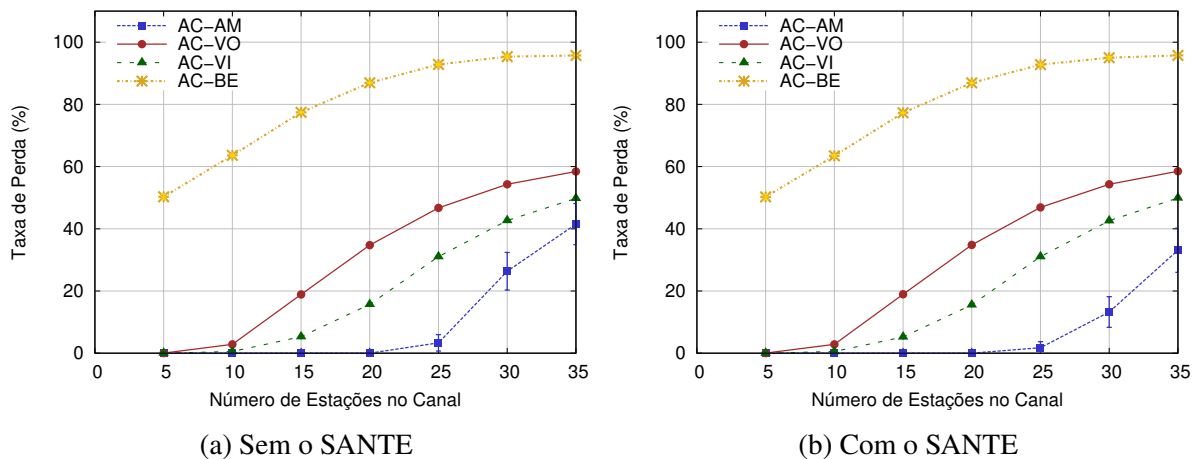 AC−AM
AC−VO
AC−VI
AC−BE
100
80
60
40
20
0
Taxa de Perda (%)
0 5 10 15 20 25 30 35
Número de Estações no Canal
(a) Sem o SANTE
AC−AM
AC−VO
AC−VI
AC−BE
100
80
60
40
20
0
Taxa de Perda (%)
0 5 10 15 20 25 30 35
Número de Estações no Canal
(b) Com o SANTE